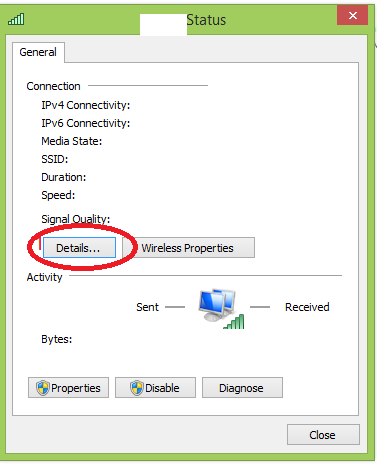 Status
General
Connection
IPv4 Connectivity:
IPv6 Connectivity:
Media State:
SSID:
Duration:
Speed:
Signal Quality:
Details... Wireless Properties
Activity
Sent Received
Bytes:
Properties Disable Diagnose
Close